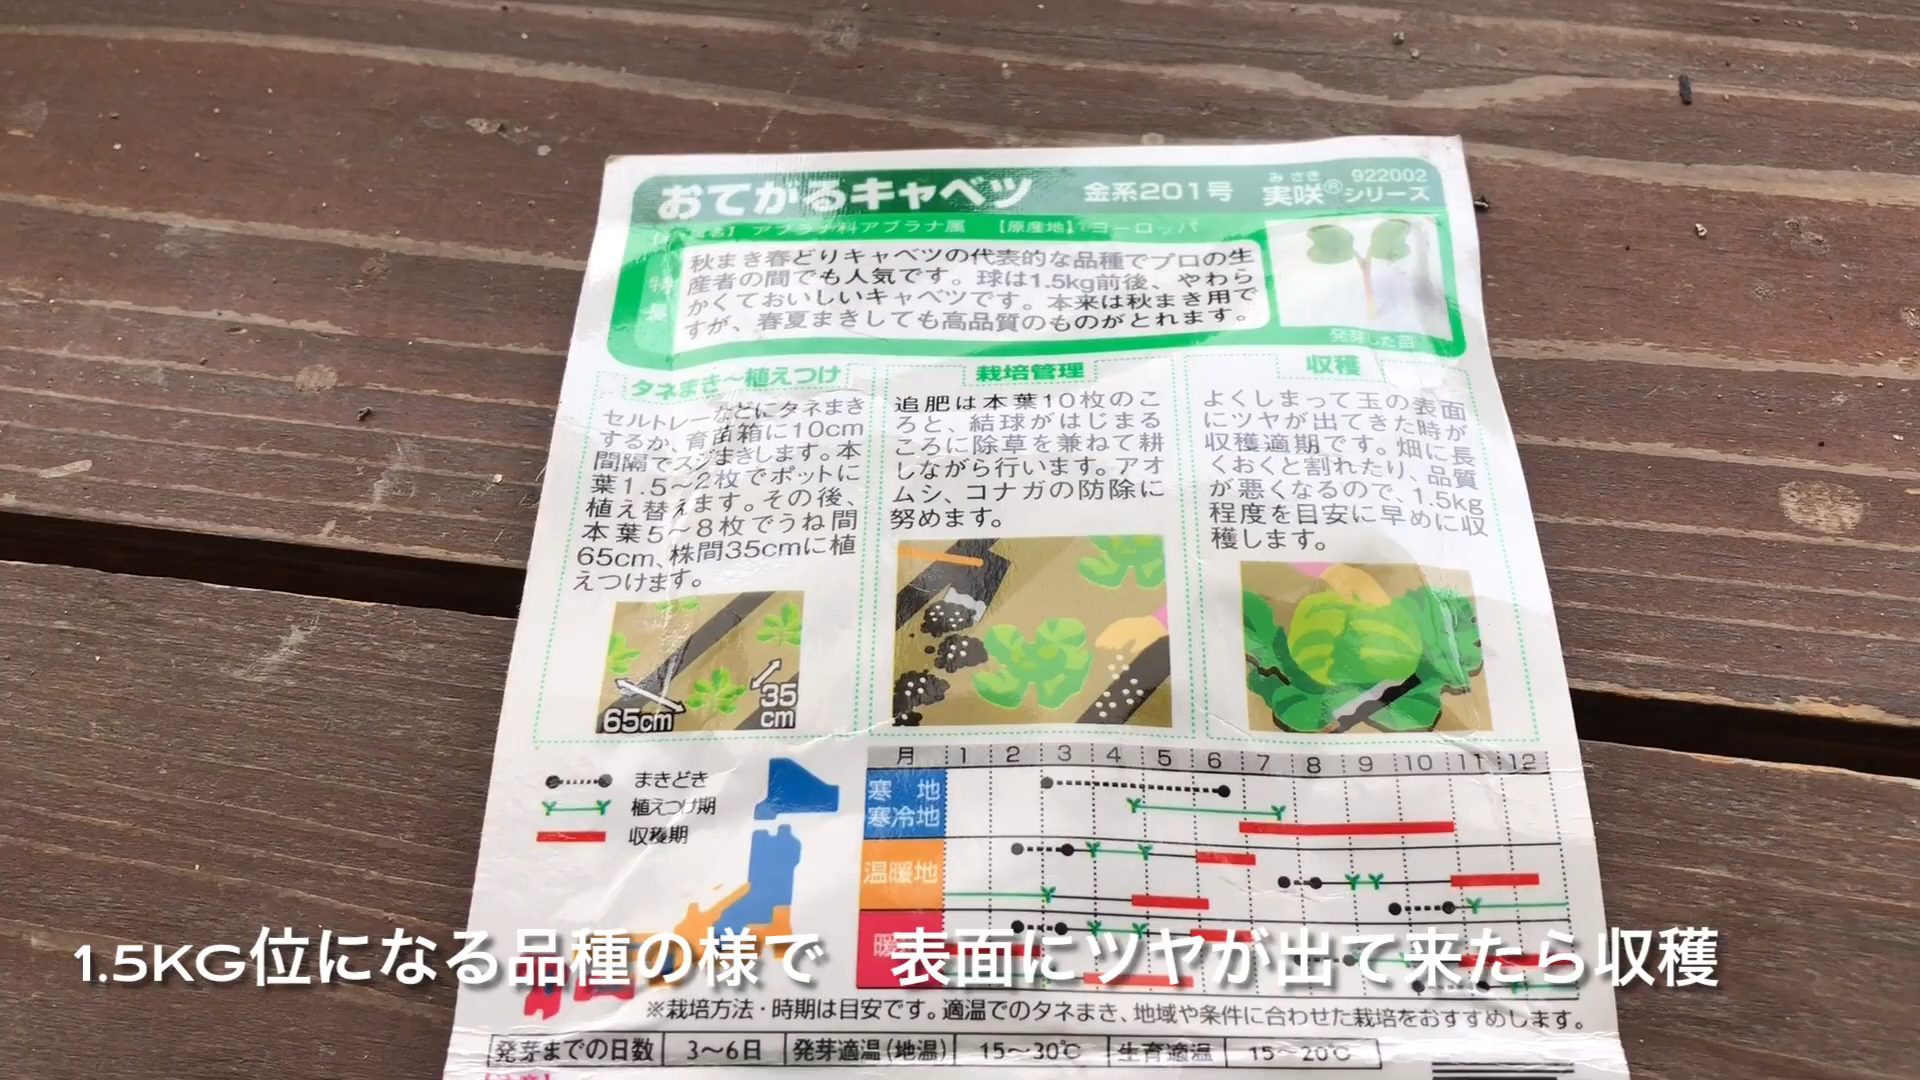 おてがるキャベツ 金系201号 実咲®シリーズ
みさき
922002
アブラナ科アブラナ属 【原産地】ヨーロッパ
特長
秋まき春どりキャベツの代表的な品種でプロの生
産者の間でも人気です。球は1.5kg前後、やわら
かくておいしいキャベツです。本来は秋まき用で
すが、春夏まきしても高品質のものがとれます。
発芽した苗
タネまき〜植えつけ
セルトレーなどにタネまき
するか、育苗箱に10cm
間隔でスジまきします。本
葉1.5〜2枚でポットに
植え替えます。その後、
本葉5〜8枚でうね間
65cm、株間35cmに植
えつけます。
65cm
35
cm
栽培管理
追肥は本葉10枚のこ
ろと、結球がはじまる
ころに除草を兼ねて耕
しながら行います。アオ
ムシ、コナガの防除に
努めます。
収穫
よくしまって玉の表面
にツヤが出てきた時が
収穫適期です。畑に長
くおくと割れたり、品質
が悪くなるので、1.5kg
程度を目安に早めに収
穫します。
まきどき
植えつけ期
収穫期
月 1 2 3 4 5 6 7 8 9 10 11 12
寒地
寒冷地
温暖地
暖
1.5KG位になる品種の様で 表面にツヤが出て来たら収穫
※栽培方法・時期は目安です。適温でのタネまき、地域や条件に合わせた栽培をおすすめします。
発芽までの日数 3〜6日 発芽適温(地温) 15〜30℃ 生育適温 15〜20℃